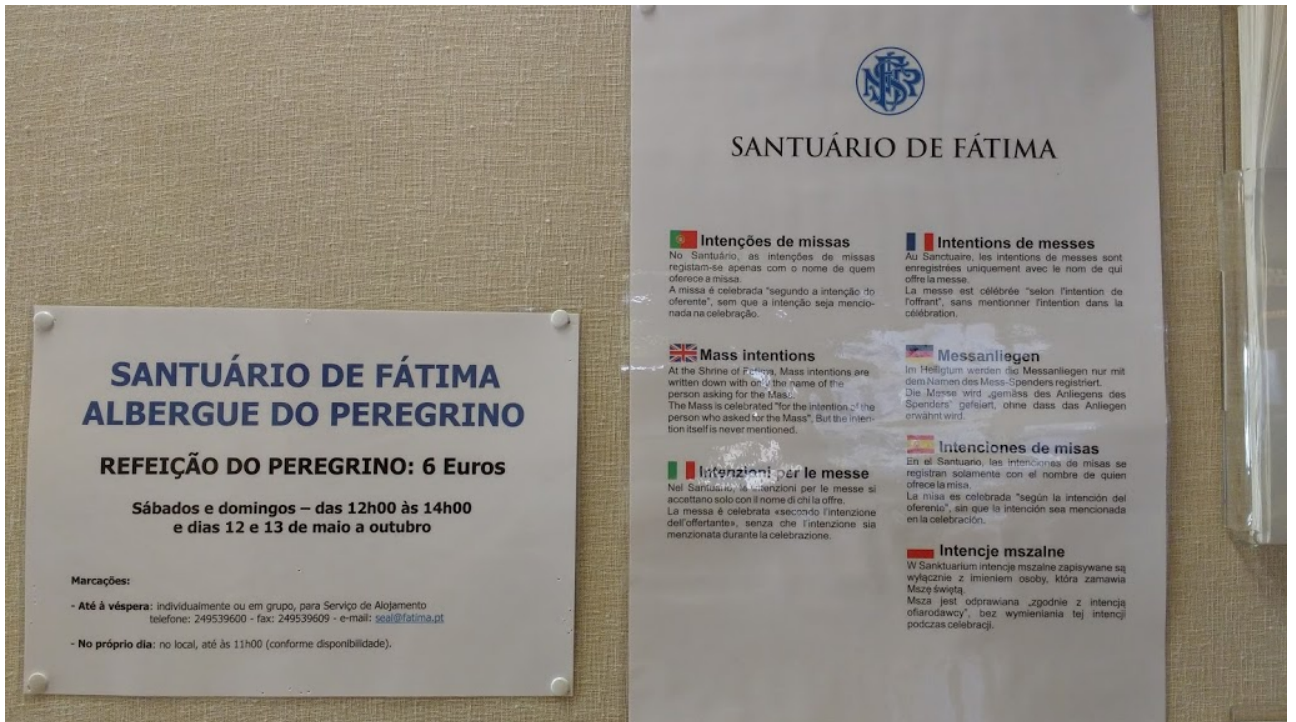 SANTUÁRIO DE FÁTIMA
ALBERGUE DO PEREGRINO
REFEIÇÃO DO PEREGRINO: 6 Euros
Sábados e domingos – das 12h00 às 14h00
e dias 12 e 13 de maio a outubro
Marcações:
- Até à véspera: individualmente ou em grupo, para Serviço de Alojamento
telefone: 249539600 - fax: 249539609 - e-mail: seal@fatima.pt
- No próprio dia: no local, até às 11h00 (conforme disponibilidade).
SANTUÁRIO DE FÁTIMA
Intenções de missas
No Santuário, as intenções de missas
registam-se apenas com o nome de quem
oferece a missa.
A missa é celebrada "segundo a intenção do
oferente", sem que a intenção seja mencio-
nada na celebração.
Mass intentions
At the Shrine of Fatima, Mass intentions are
written down with only the name of the
person asking for the Mass.
The Mass is celebrated "for the intention of the
person who asked for the Mass", But the inten-
tion itself is never mentioned.
Intenzioni per le messe
Nel Santuario, le intenzioni per le messe si
accettano solo con il nome di chi la offre.
La messa é celebrata «secondo l'intenzione
dell'offertante», senza che l'intenzione sia
menzionata durante la celebrazione.
Intentions de messes
Au Sanctuaire, les intentions de messes sont
enregistrées uniquement avec le nom de qui
offre la messe.
La messe est célébrée "selon l'intention de
l'offrant", sans mentionner l'intention dans la
célébration.
Messanliegen
Im Heiligtum werden die Messanliegen nur mit
dem Namen des Mess-Spenders registriert.
Die Messe wird „gemäss des Anliegens des
Spenders" gefeiert, ohne dass das Anliegen
erwähnt wird.
Intenciones de misas
En el Santuario, las intenciones de misas se
registran solamente con el nombre de quien
ofrece la misa.
La misa es celebrada "según la intención del
oferente", sin que la intención sea mencionada
en la celebración.
Intencje mszalne
W Sanktuarium intencje mszalne zapisywane są
wyłącznie z imieniem osoby, która zamawia
Mszę świętą.
Msza jest odprawiana „zgodnie z intencją
ofiarodawcy", bez wymieniania tej intencji
podczas celebracji.